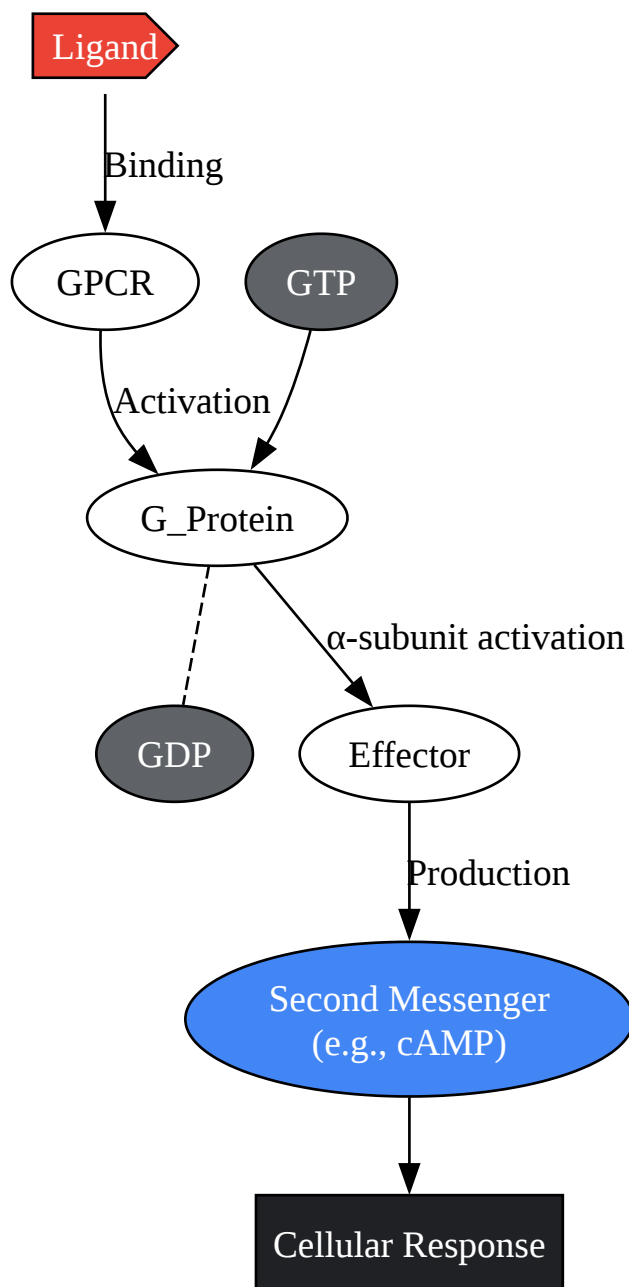 Ligand
Binding
GPCR
GTP
Activation
G_Protein
α-subunit activation
GDP
Effector
Production
Second Messenger
(e.g., cAMP)
Cellular Response